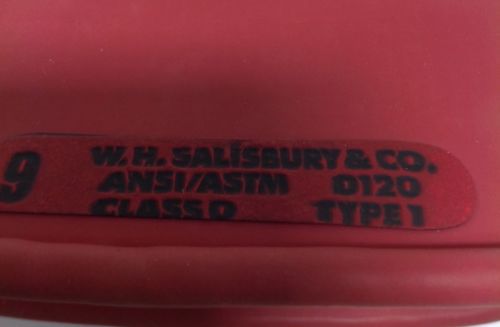 9
W.H. SALISBURY & CO.
ANSI/ASTM D120
CLASS 0 TYPE 1